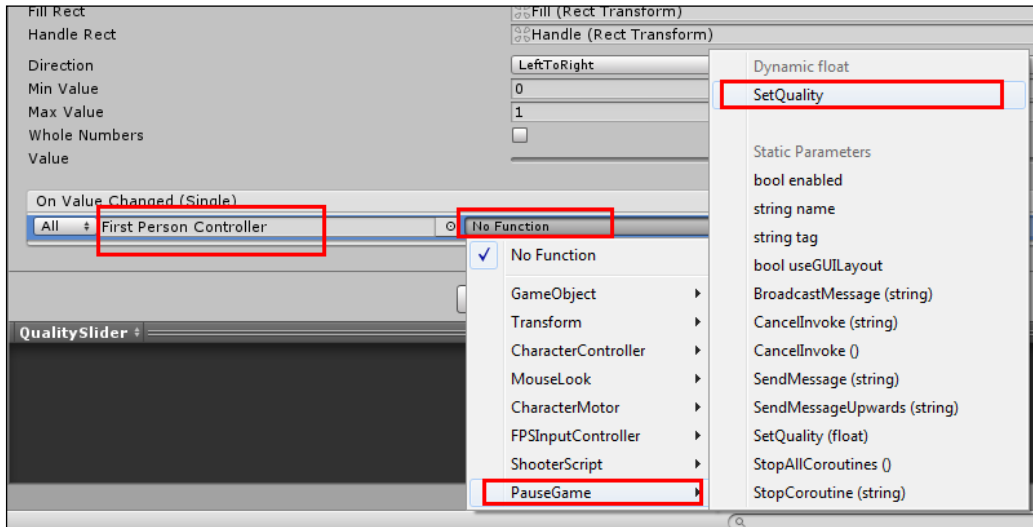 Fill Rect
Fill (Rect Transform)
Handle Rect
Handle (Rect Transform)
Direction
LeftToRight
Min Value
0
Max Value
1
Whole Numbers
Value
On Value Changed (Single)
All
First Person Controller
No Function
QualitySlider
No Function
GameObject
Transform
CharacterController
MouseLook
CharacterMotor
FPSInputController
ShooterScript
PauseGame
Dynamic float
SetQuality
Static Parameters
bool enabled
string name
string tag
bool useGUILayout
BroadcastMessage (string)
CancelInvoke (string)
CancelInvoke ()
SendMessage (string)
SendMessageUpwards (string)
SetQuality (float)
StopAllCoroutines ()
StopCoroutine (string)